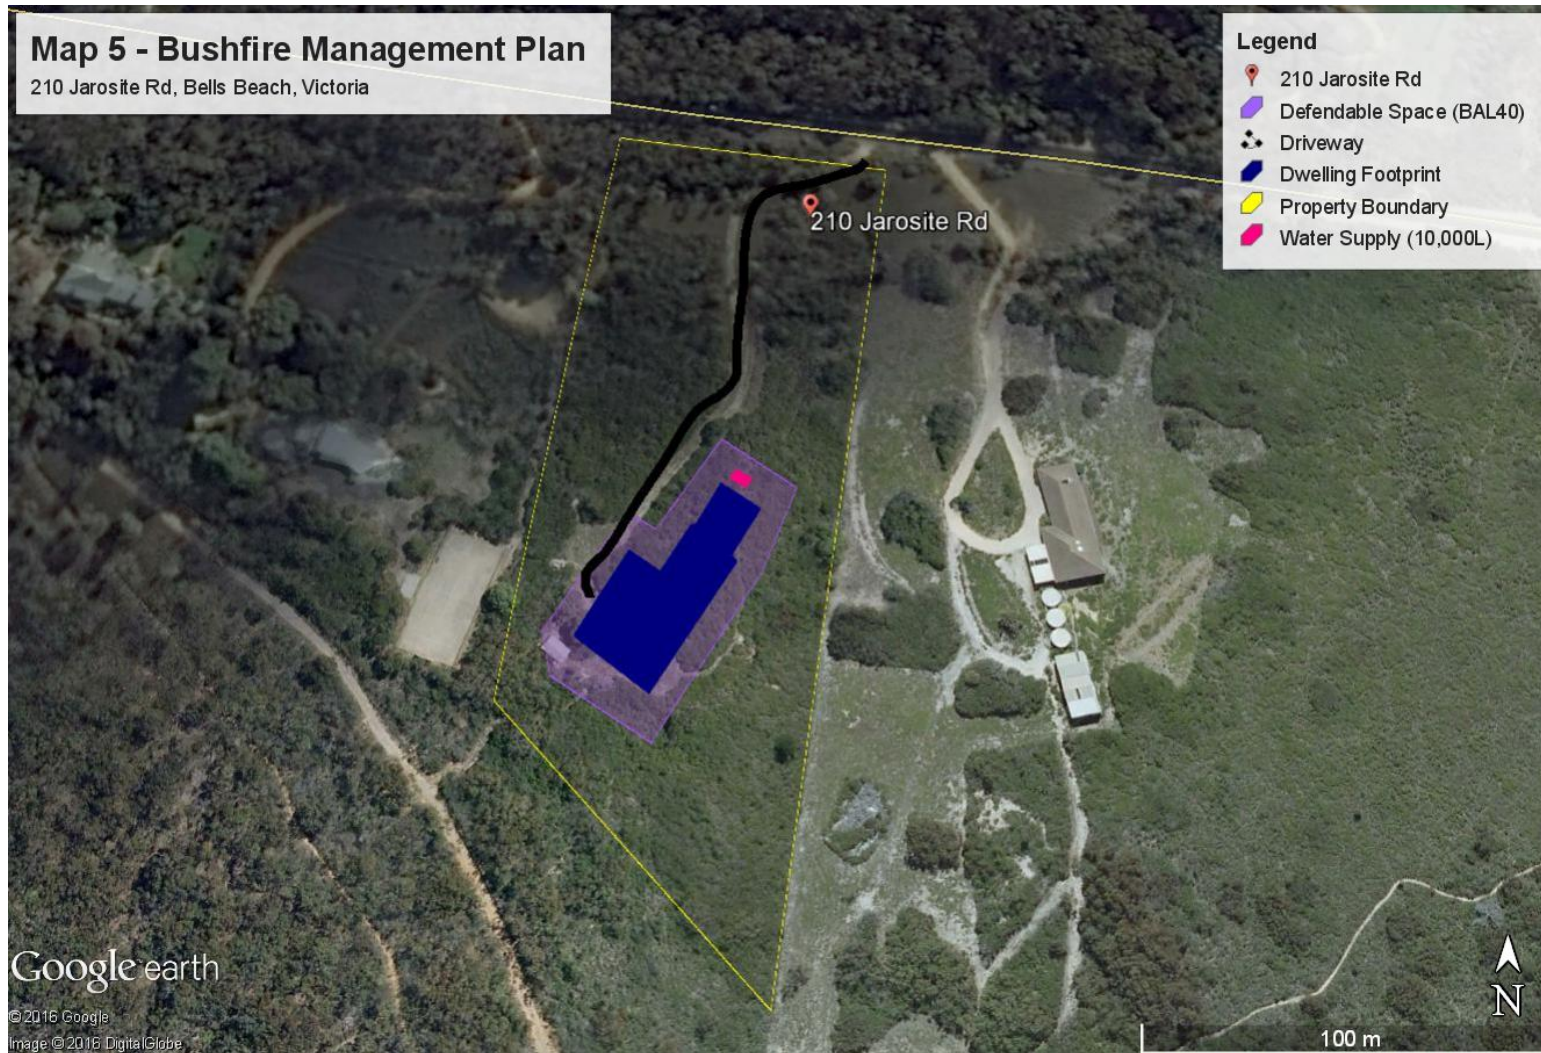 Map 5 - Bushfire Management Plan
210 Jarosite Rd, Bells Beach, Victoria
Legend
210 Jarosite Rd
Defendable Space (BAL40)
Driveway
Dwelling Footprint
Property Boundary
Water Supply (10,000L)
210 Jarosite Rd
Google earth
© 2016 Google
Image © 2016 DigitalGlobe
N
100 m